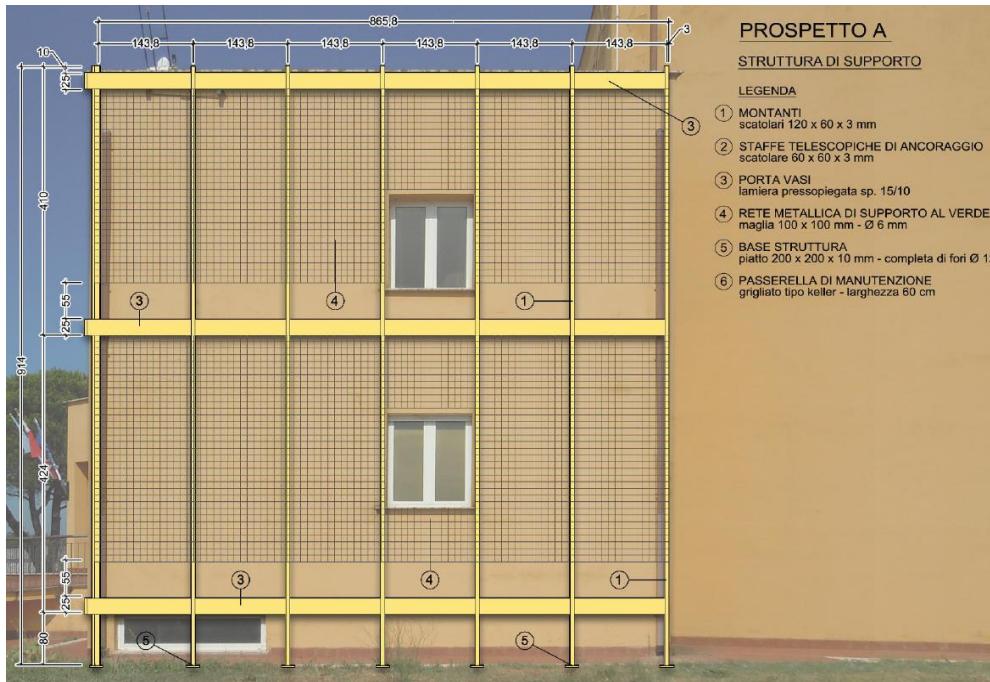 865,8
3
143,8 143,8 143,8 143,8 143,8 143,8
10
25
410
55
25
914
424
55
25
80
3
3
4
1
3
4
1
5
5
PROSPETTO A
STRUTTURA DI SUPPORTO
LEGENDA
1 MONTANTI
scatolari 120 x 60 x 3 mm
2 STAFFE TELESCOPICHE DI ANCORAGGIO
scatolare 60 x 60 x 3 mm
3 PORTA VASI
lamiera pressopiegata sp. 15/10
4 RETE METALLICA DI SUPPORTO AL VERDE
maglia 100 x 100 mm - Ø 6 mm
5 BASE STRUTTURA
piatto 200 x 200 x 10 mm - completa di fori Ø
6 PASSERELLA DI MANUTENZIONE
grigliato tipo keller - larghezza 60 cm